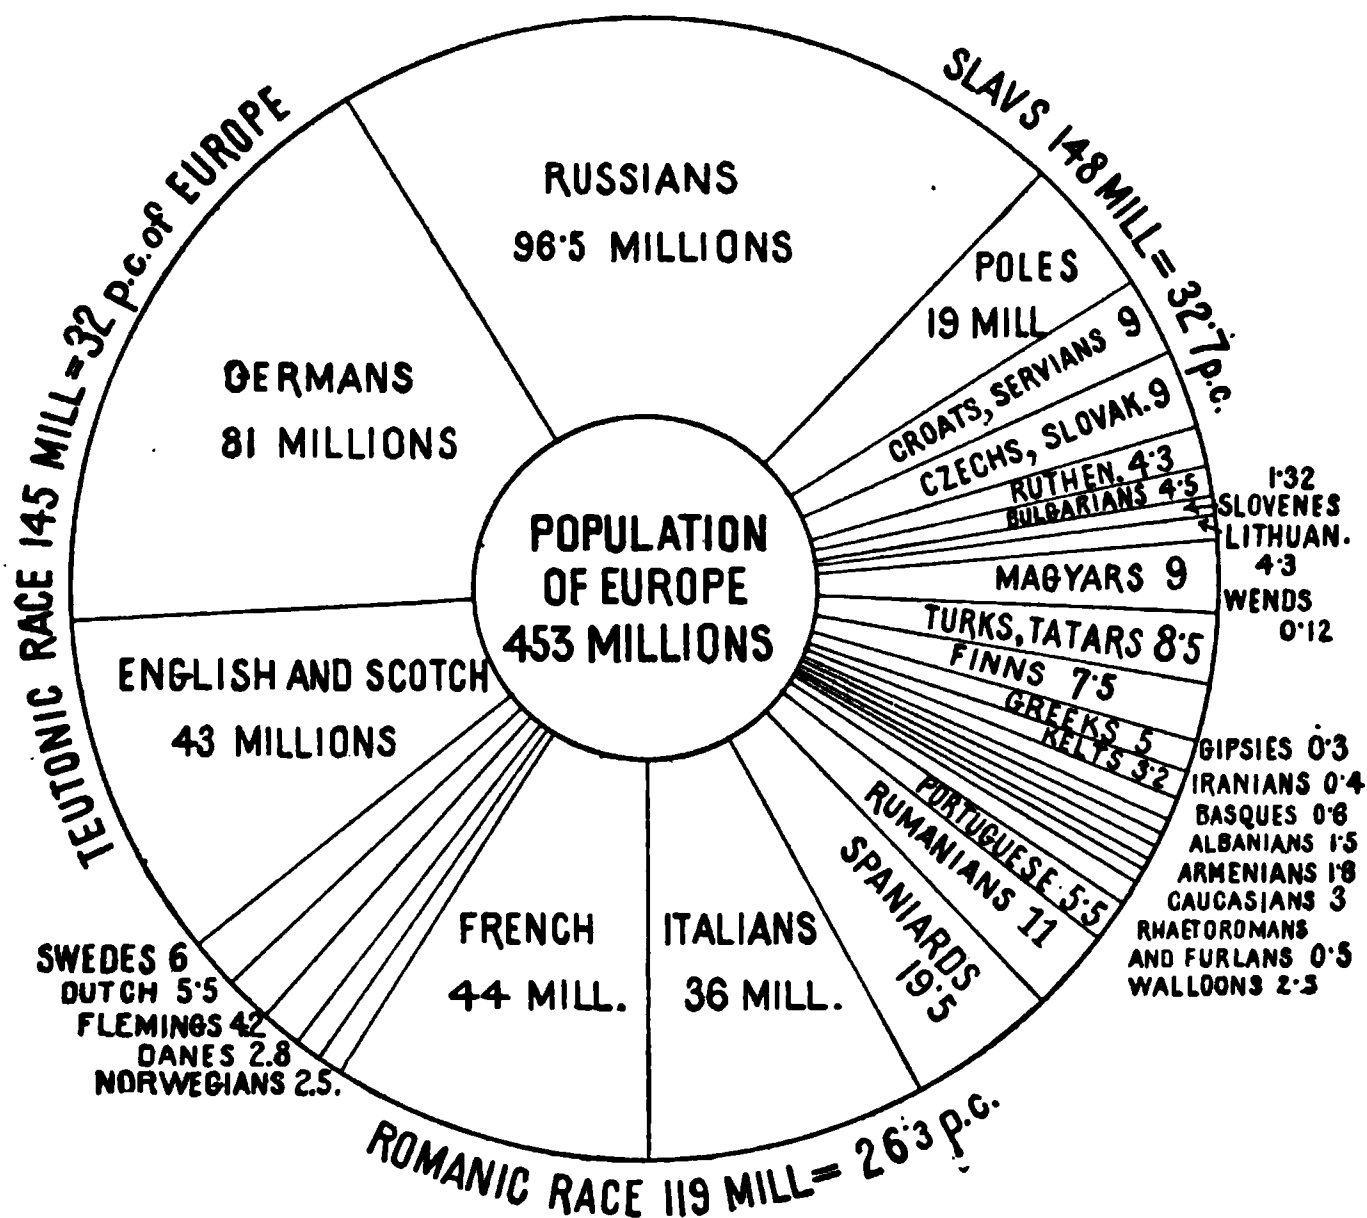 POPULATION
OF EUROPE
453 MILLIONS
SLAVS 148 MILL = 32·7 p.c.
RUSSIANS
96·5 MILLIONS
POLES
19 MILL
CROATS, SERVIANS 9
CZECHS, SLOVAK. 9
RUTHEN. 4·3
BULGARIANS 4·5
1·32
SLOVENES
LITHUAN.
4·3
WENDS
0·12
MAGYARS 9
TURKS, TATARS 8·5
FINNS 7·5
GREEKS 5
KELTS 3·2
GIPSIES 0·3
IRANIANS 0·4
BASQUES 0·6
ALBANIANS 1·5
ARMENIANS 1·8
CAUCASIANS 3
RHAETOROMANS
AND FURLANS 0·5
WALLOONS 2·5
PORTUGUESE 5·5
RUMANIANS 11
SPANIARDS
19·5
ITALIANS
36 MILL.
FRENCH
44 MILL.
ROMANIC RACE 119 MILL = 26·3 p.c.
NORWEGIANS 2.5.
DANES 2.8
FLEMINGS 42
DUTCH 5·5
SWEDES 6
ENGLISH AND SCOTCH
43 MILLIONS
GERMANS
81 MILLIONS
TEUTONIC RACE 145 MILL = 32 p.c. of EUROPE